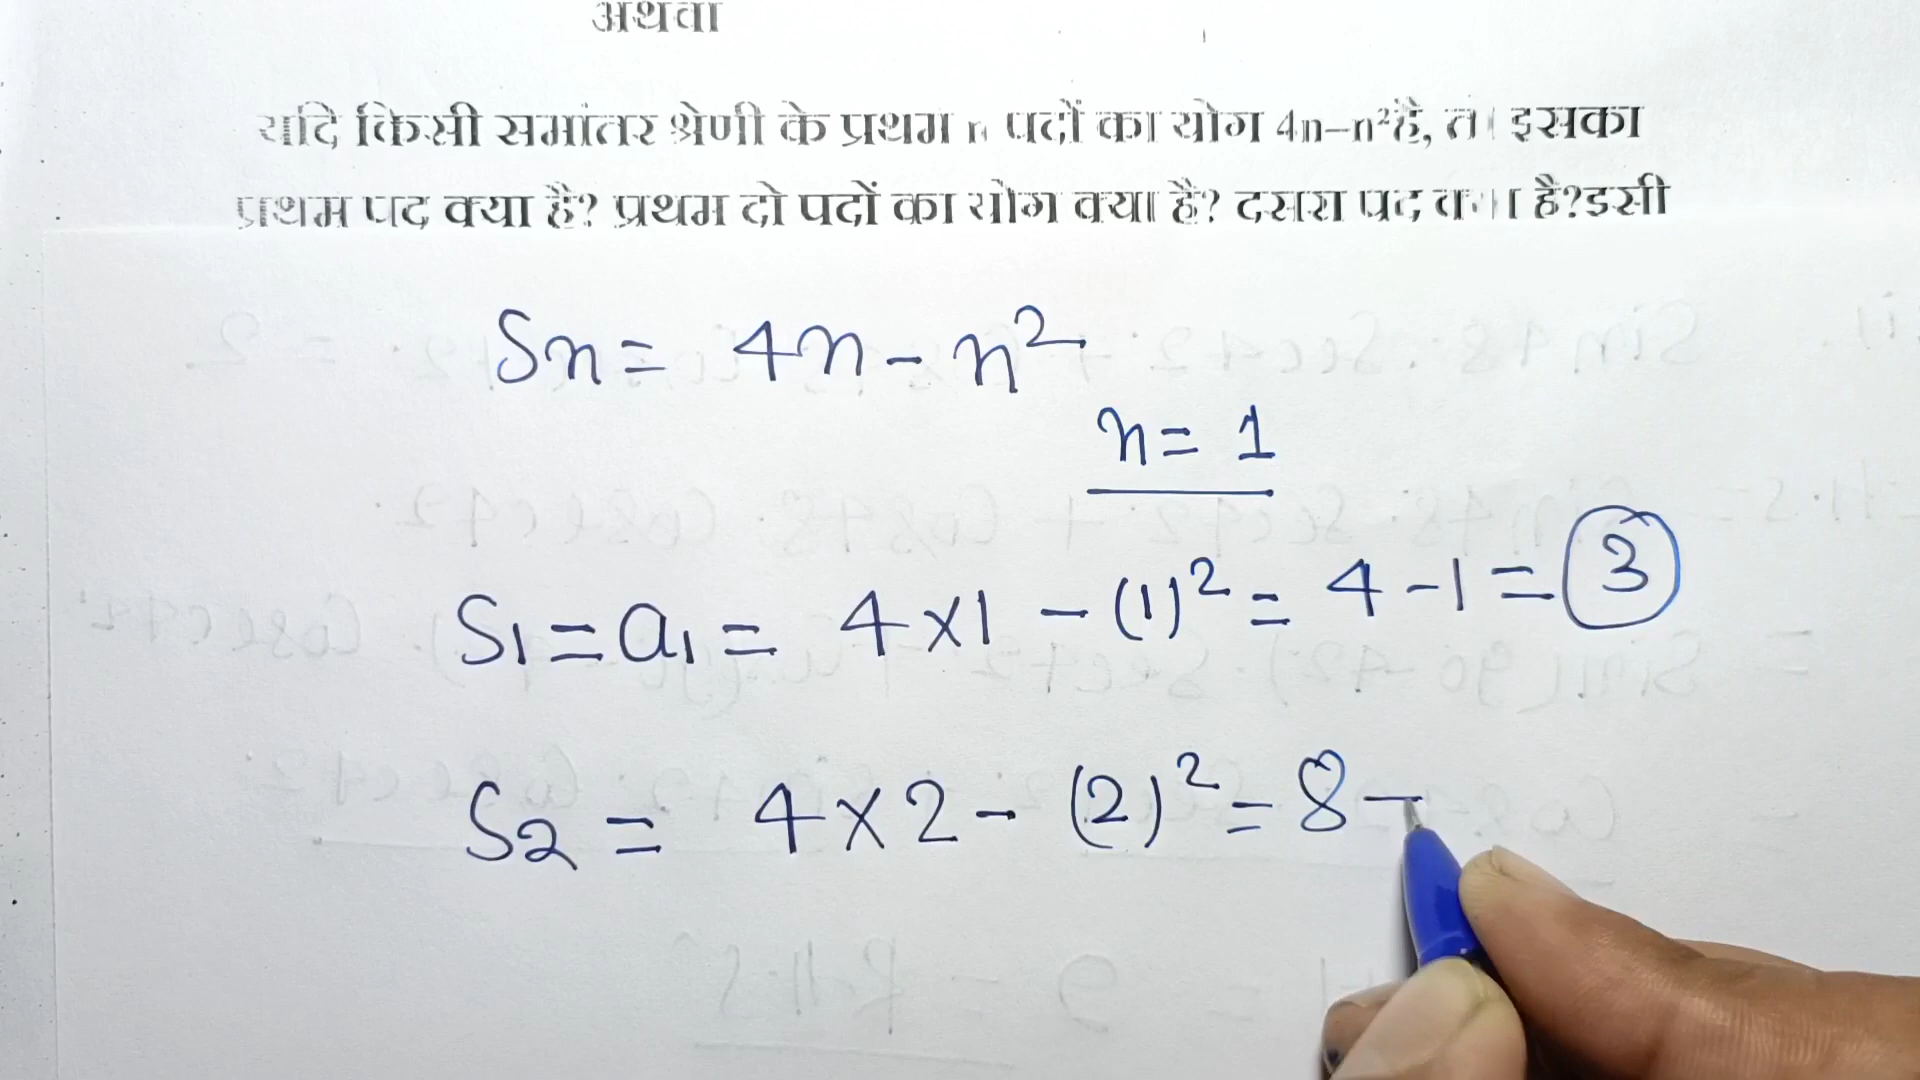 अथवा
यदि किसी समांतर श्रेणी के प्रथम n पदों का योग 4n–n² है, तो इसका
प्रथम पद क्या है? प्रथम दो पदों का योग क्या है? दूसरा पद क्या है? इसी
Sn = 4n - n²
n = 1
S₁ = a₁ = 4×1 - (1)² = 4 - 1 = 3
S₂ = 4×2 - (2)² = 8 -